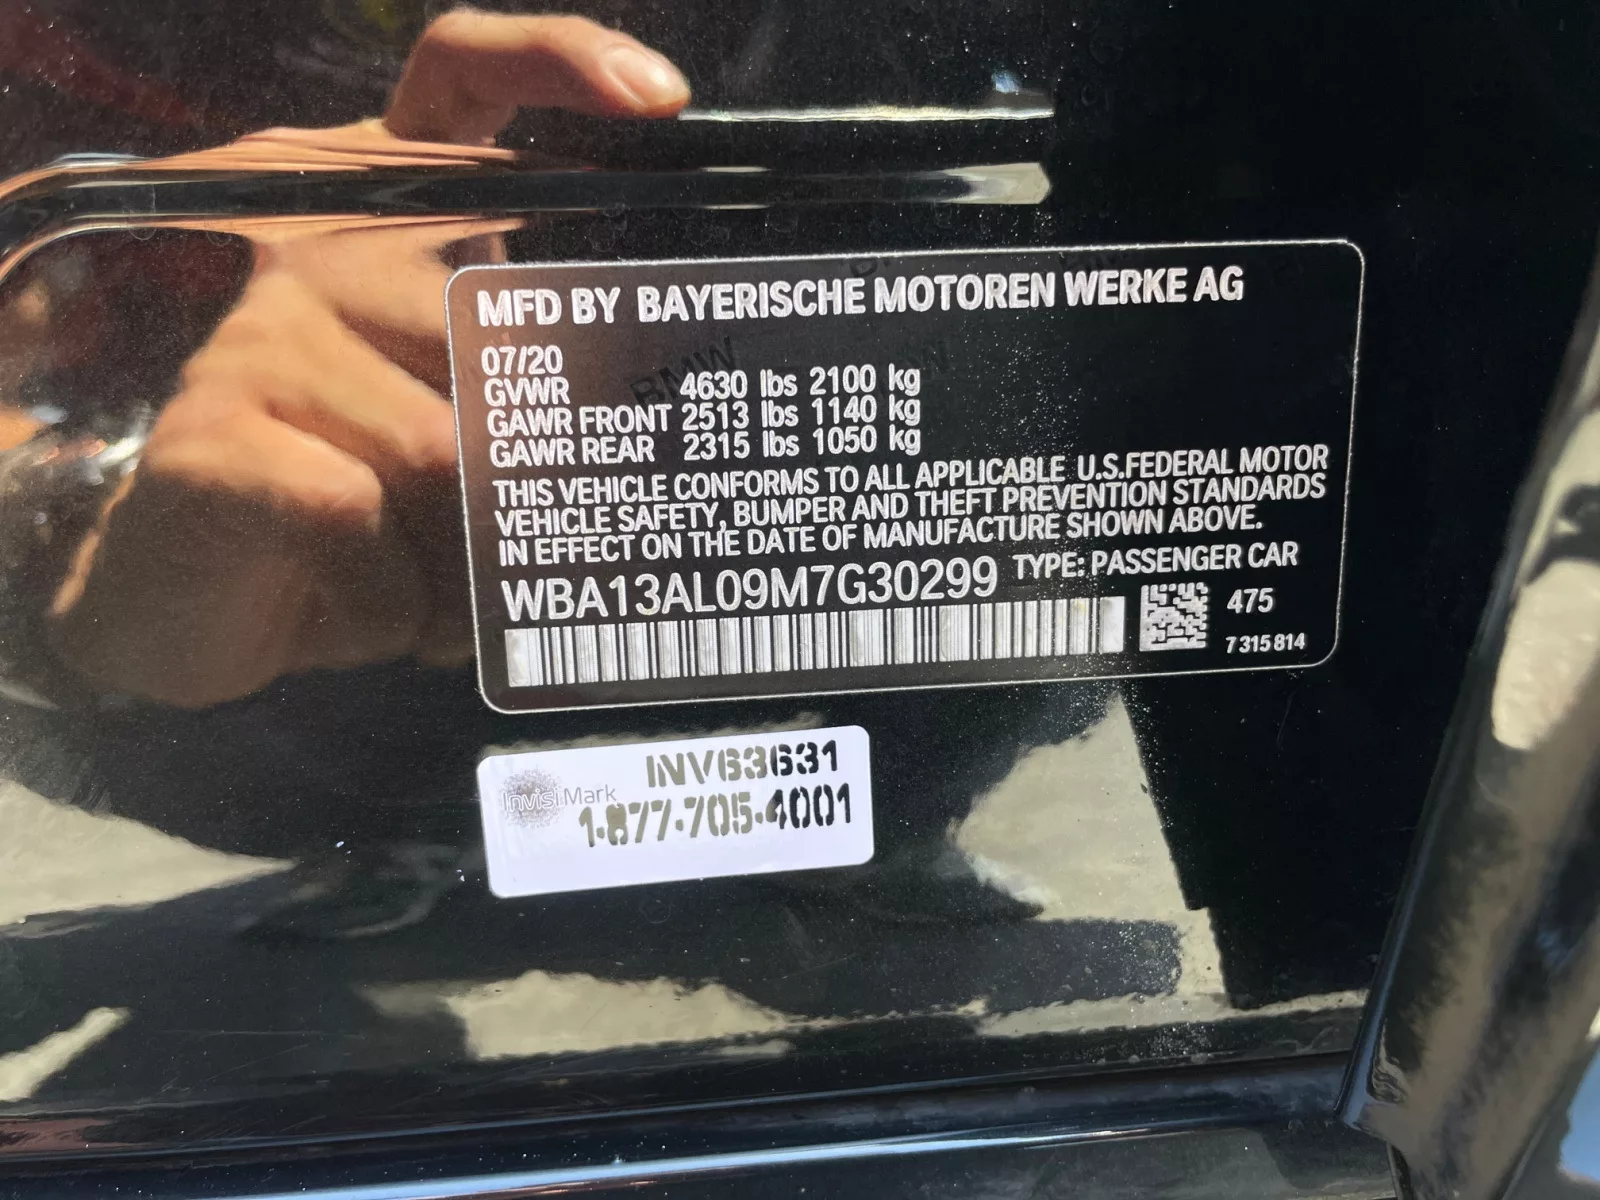 MFD BY BAYERISCHE MOTOREN WERKE AG
07/20
GVWR 4630 lbs 2100 kg
GAWR FRONT 2513 lbs 1140 kg
GAWR REAR 2315 lbs 1050 kg
THIS VEHICLE CONFORMS TO ALL APPLICABLE U.S.FEDERAL MOTOR
VEHICLE SAFETY, BUMPER AND THEFT PREVENTION STANDARDS
IN EFFECT ON THE DATE OF MANUFACTURE SHOWN ABOVE.
WBA13AL09M7G30299 TYPE: PASSENGER CAR
475
7 315 814
INV63631
InvisiMark
1-877-705-4001
BMW